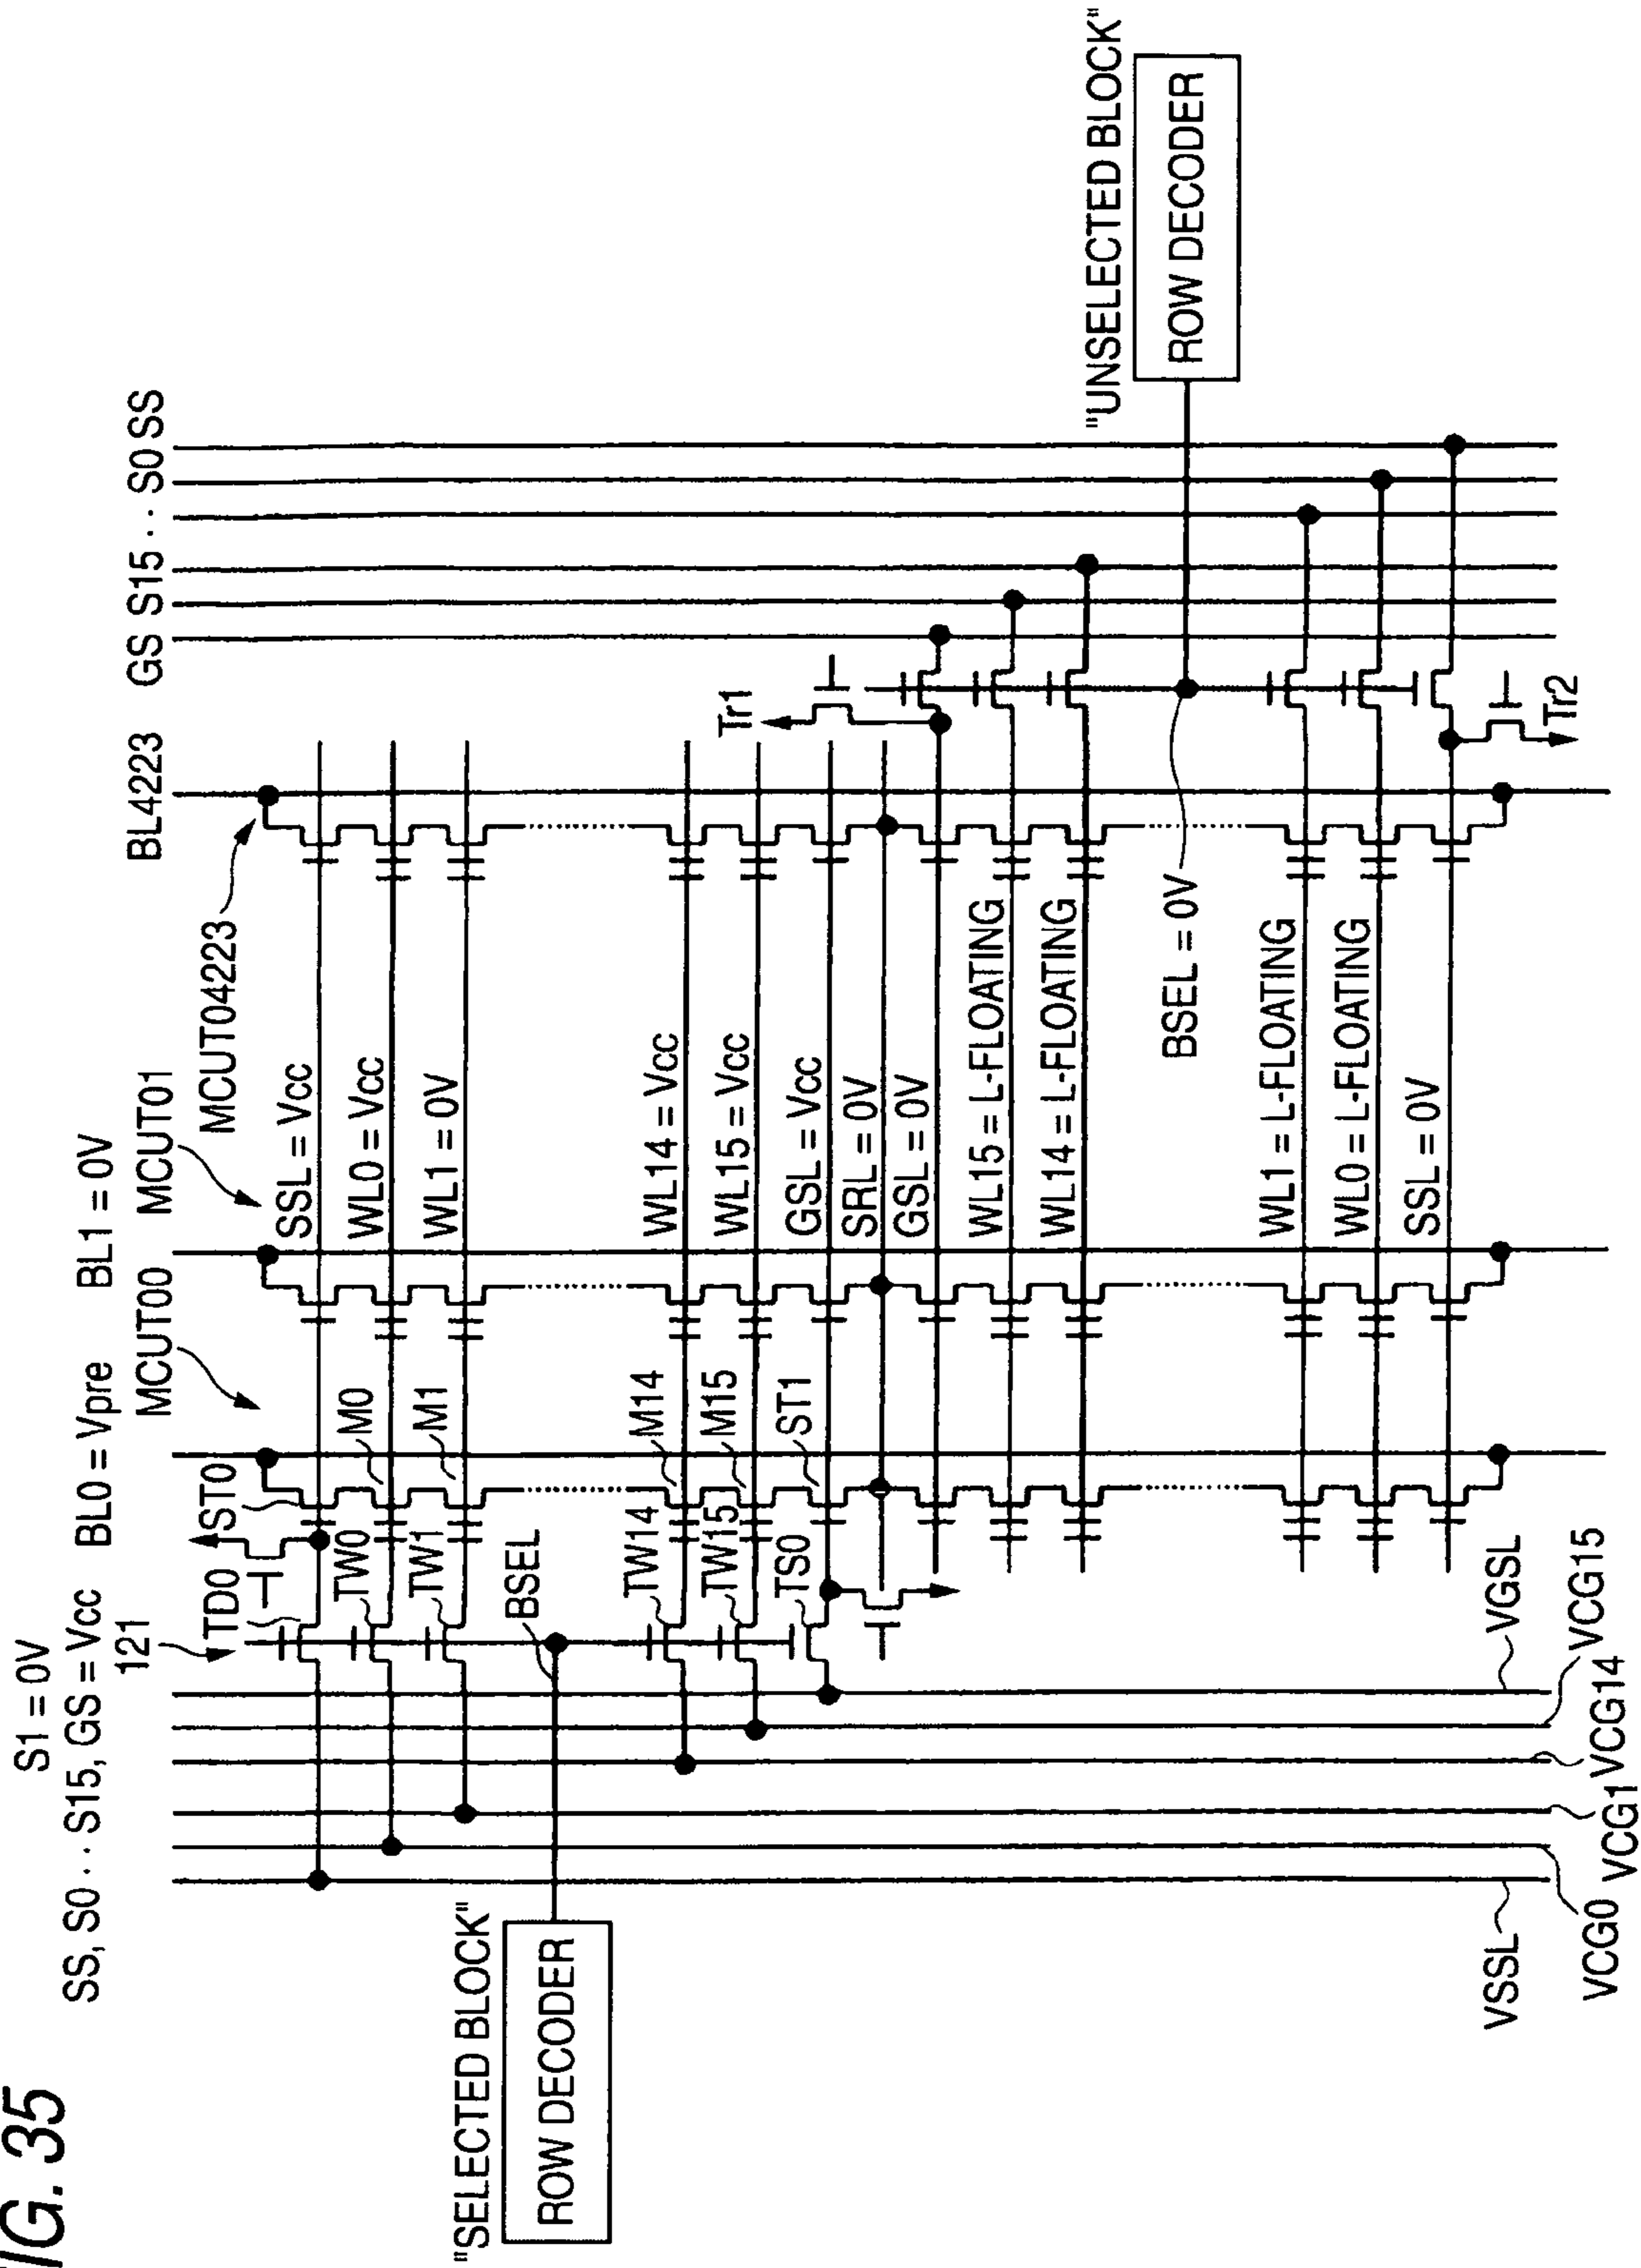 FIG. 35
S1 = 0V
SS, S0 ·· S15, GS = Vcc
BL0 = Vpre
BL1 = 0V
BL4223
GS S15 ·· S0 SS
121
MCUT00
MCUT01
MCUT04223
TD0
ST0
SSL = Vcc
Tr1
TW0
M0
WL0 = Vcc
TW1
M1
WL1 = 0V
"SELECTED BLOCK"
ROW DECODER
BSEL
TW14
M14
WL14 = Vcc
TW15
M15
WL15 = Vcc
TS0
ST1
GSL = Vcc
SRL = 0V
GSL = 0V
WL15 = L-FLOATING
WL14 = L-FLOATING
"UNSELECTED BLOCK"
ROW DECODER
BSEL = 0V
WL1 = L-FLOATING
WL0 = L-FLOATING
SSL = 0V
Tr2
VSSL
VCG0
VCG1
VCG14
VCG15
VGSL